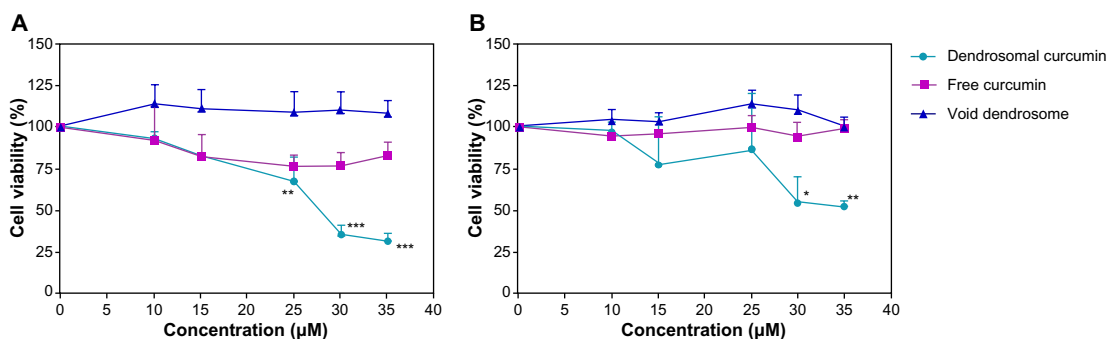 A
150
125
100
75
50
25
0
Cell viability (%)
**
***
***
0 5 10 15 20 25 30 35 40
Concentration (µM)
B
150
125
100
75
50
25
0
Cell viability (%)
*
**
0 5 10 15 20 25 30 35 40
Concentration (µM)
Dendrosomal curcumin
Free curcumin
Void dendrosome